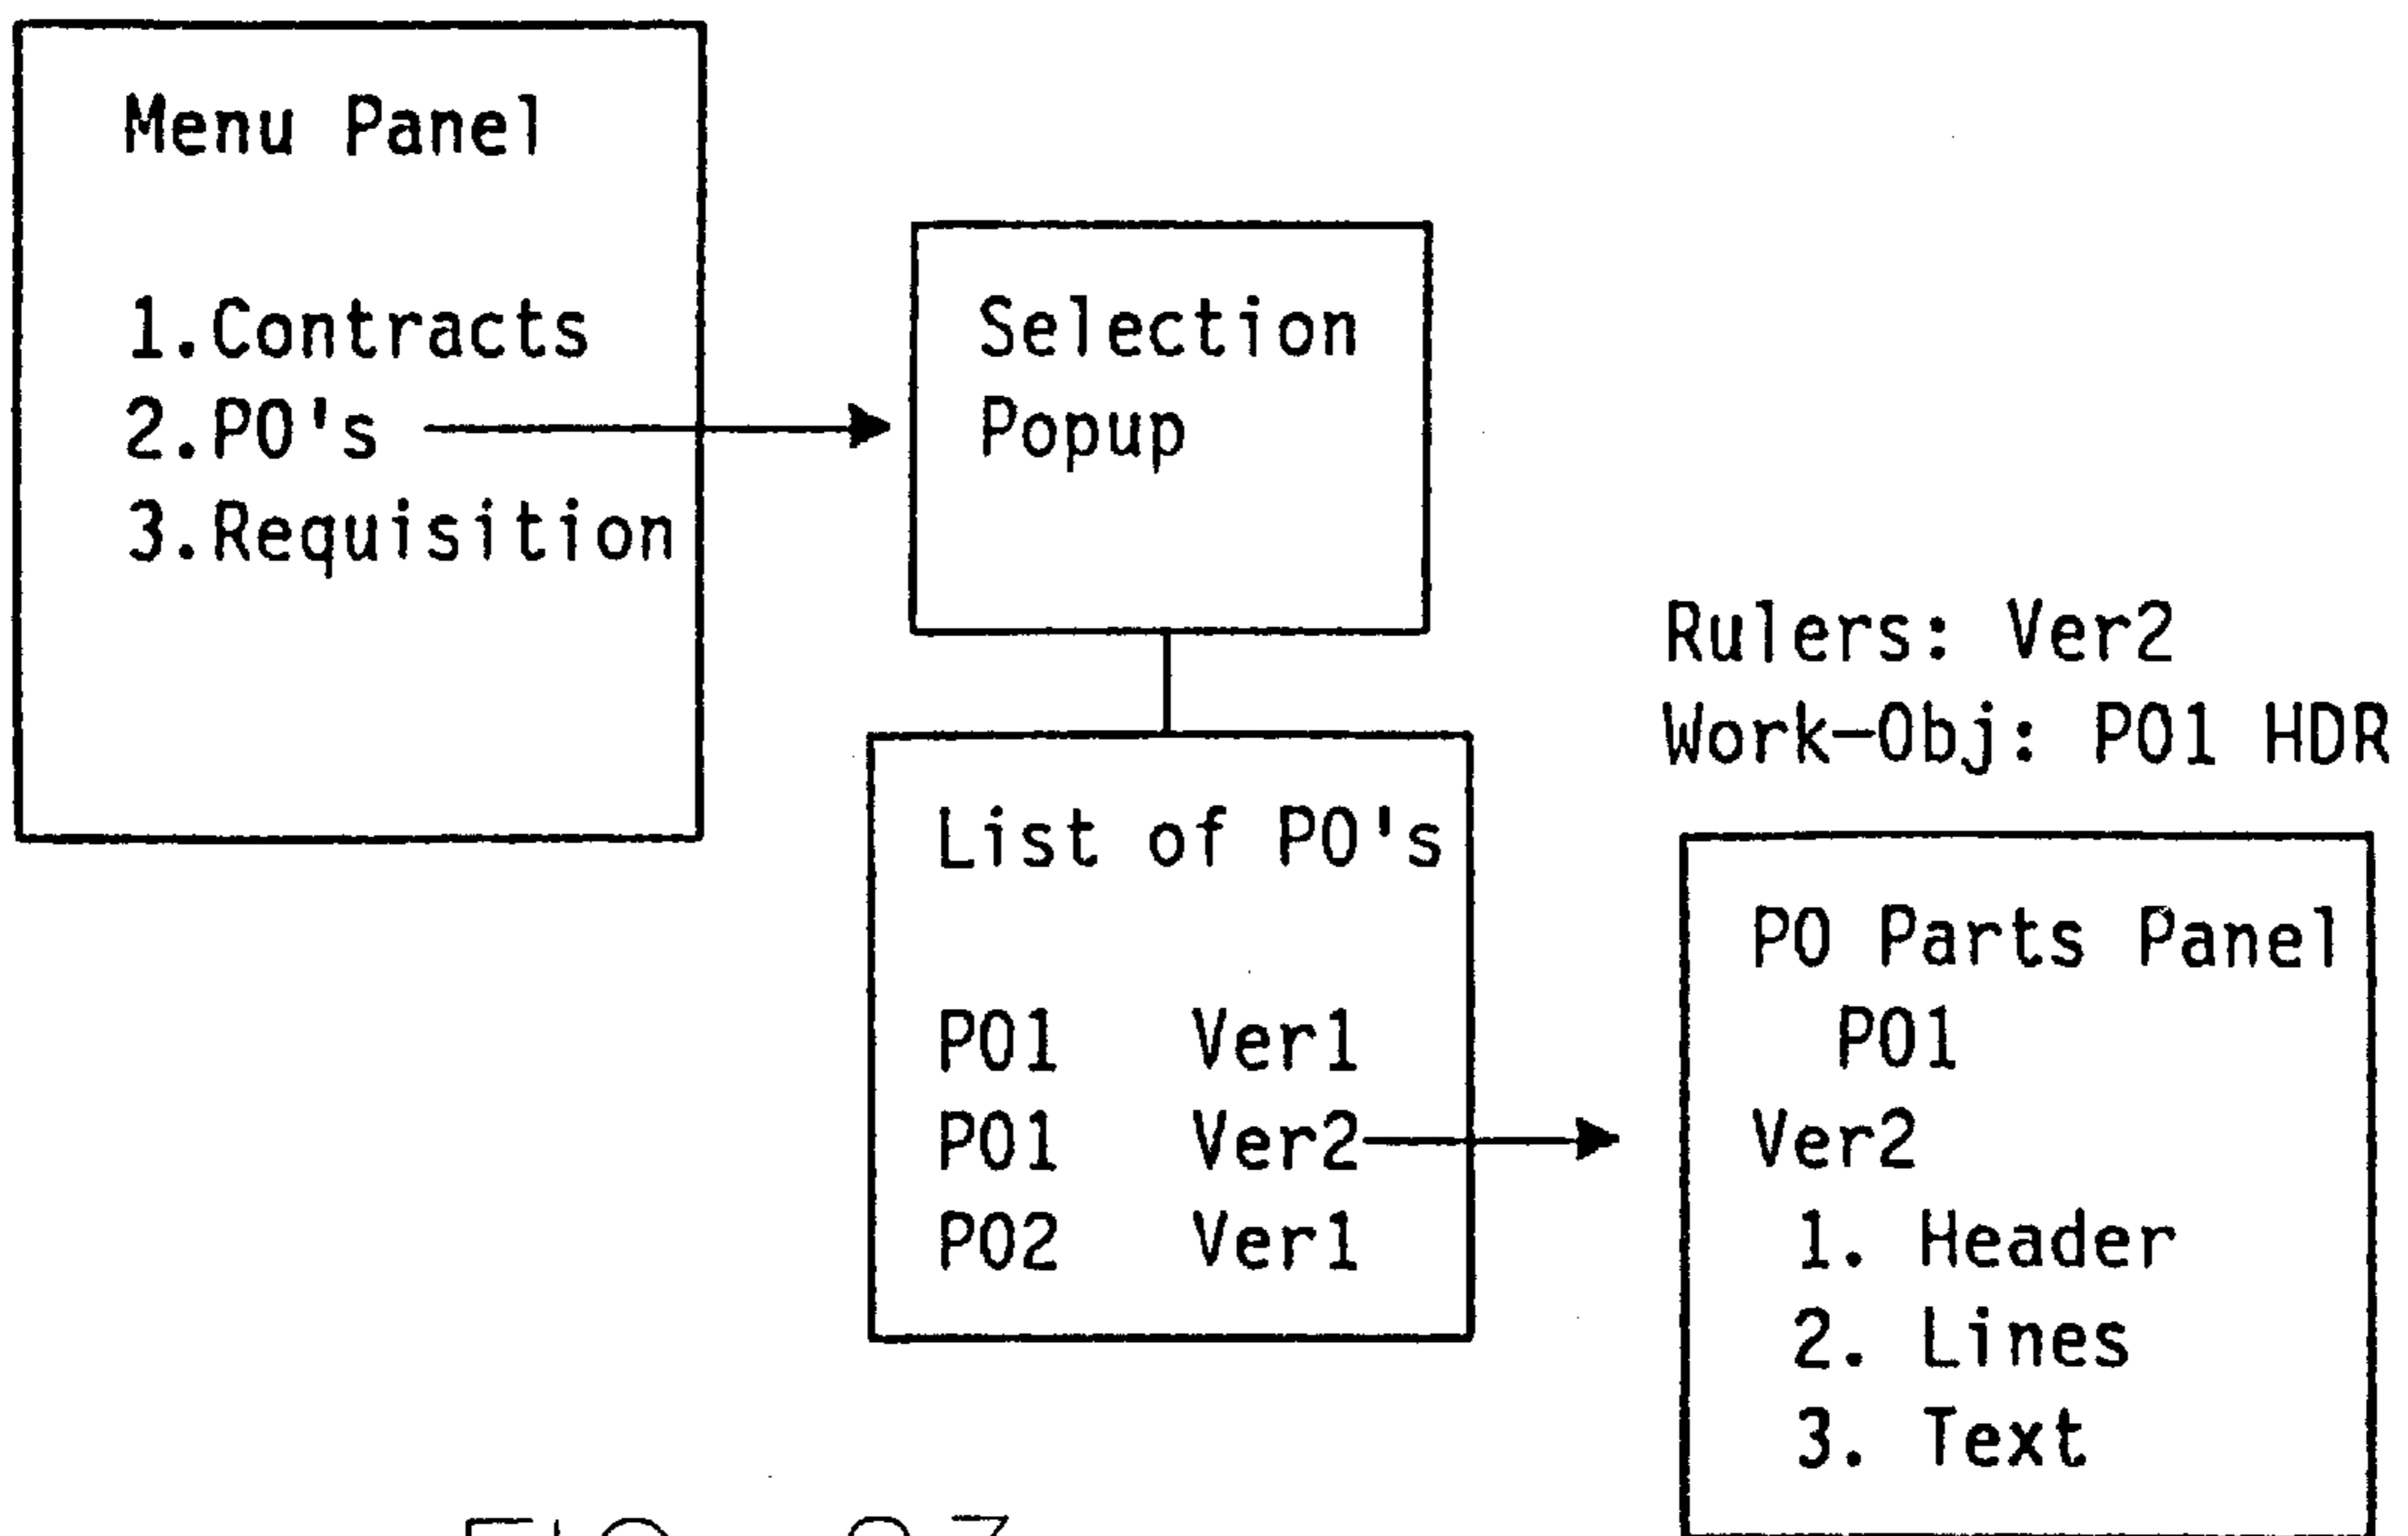 Menu Panel
1.Contracts
2.PO's
3.Requisition
Selection
Popup
List of PO's
PO1 Ver1
PO1 Ver2
PO2 Ver1
Rulers: Ver2
Work-Obj: PO1 HDR
PO Parts Panel
PO1
Ver2
1. Header
2. Lines
3. Text